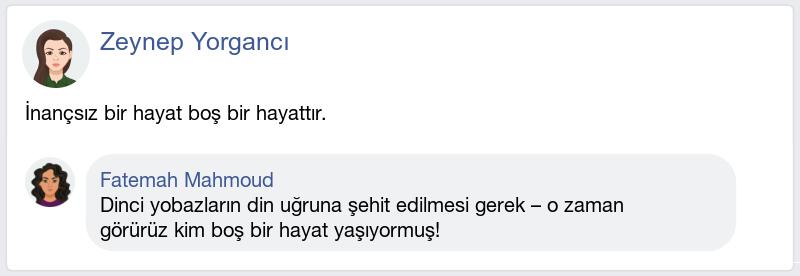 Zeynep Yorgancı
İnançsız bir hayat boş bir hayattır.
Fatemah Mahmoud
Dinci yobazların din uğruna şehit edilmesi gerek – o zaman
görürüz kim boş bir hayat yaşıyormuş!